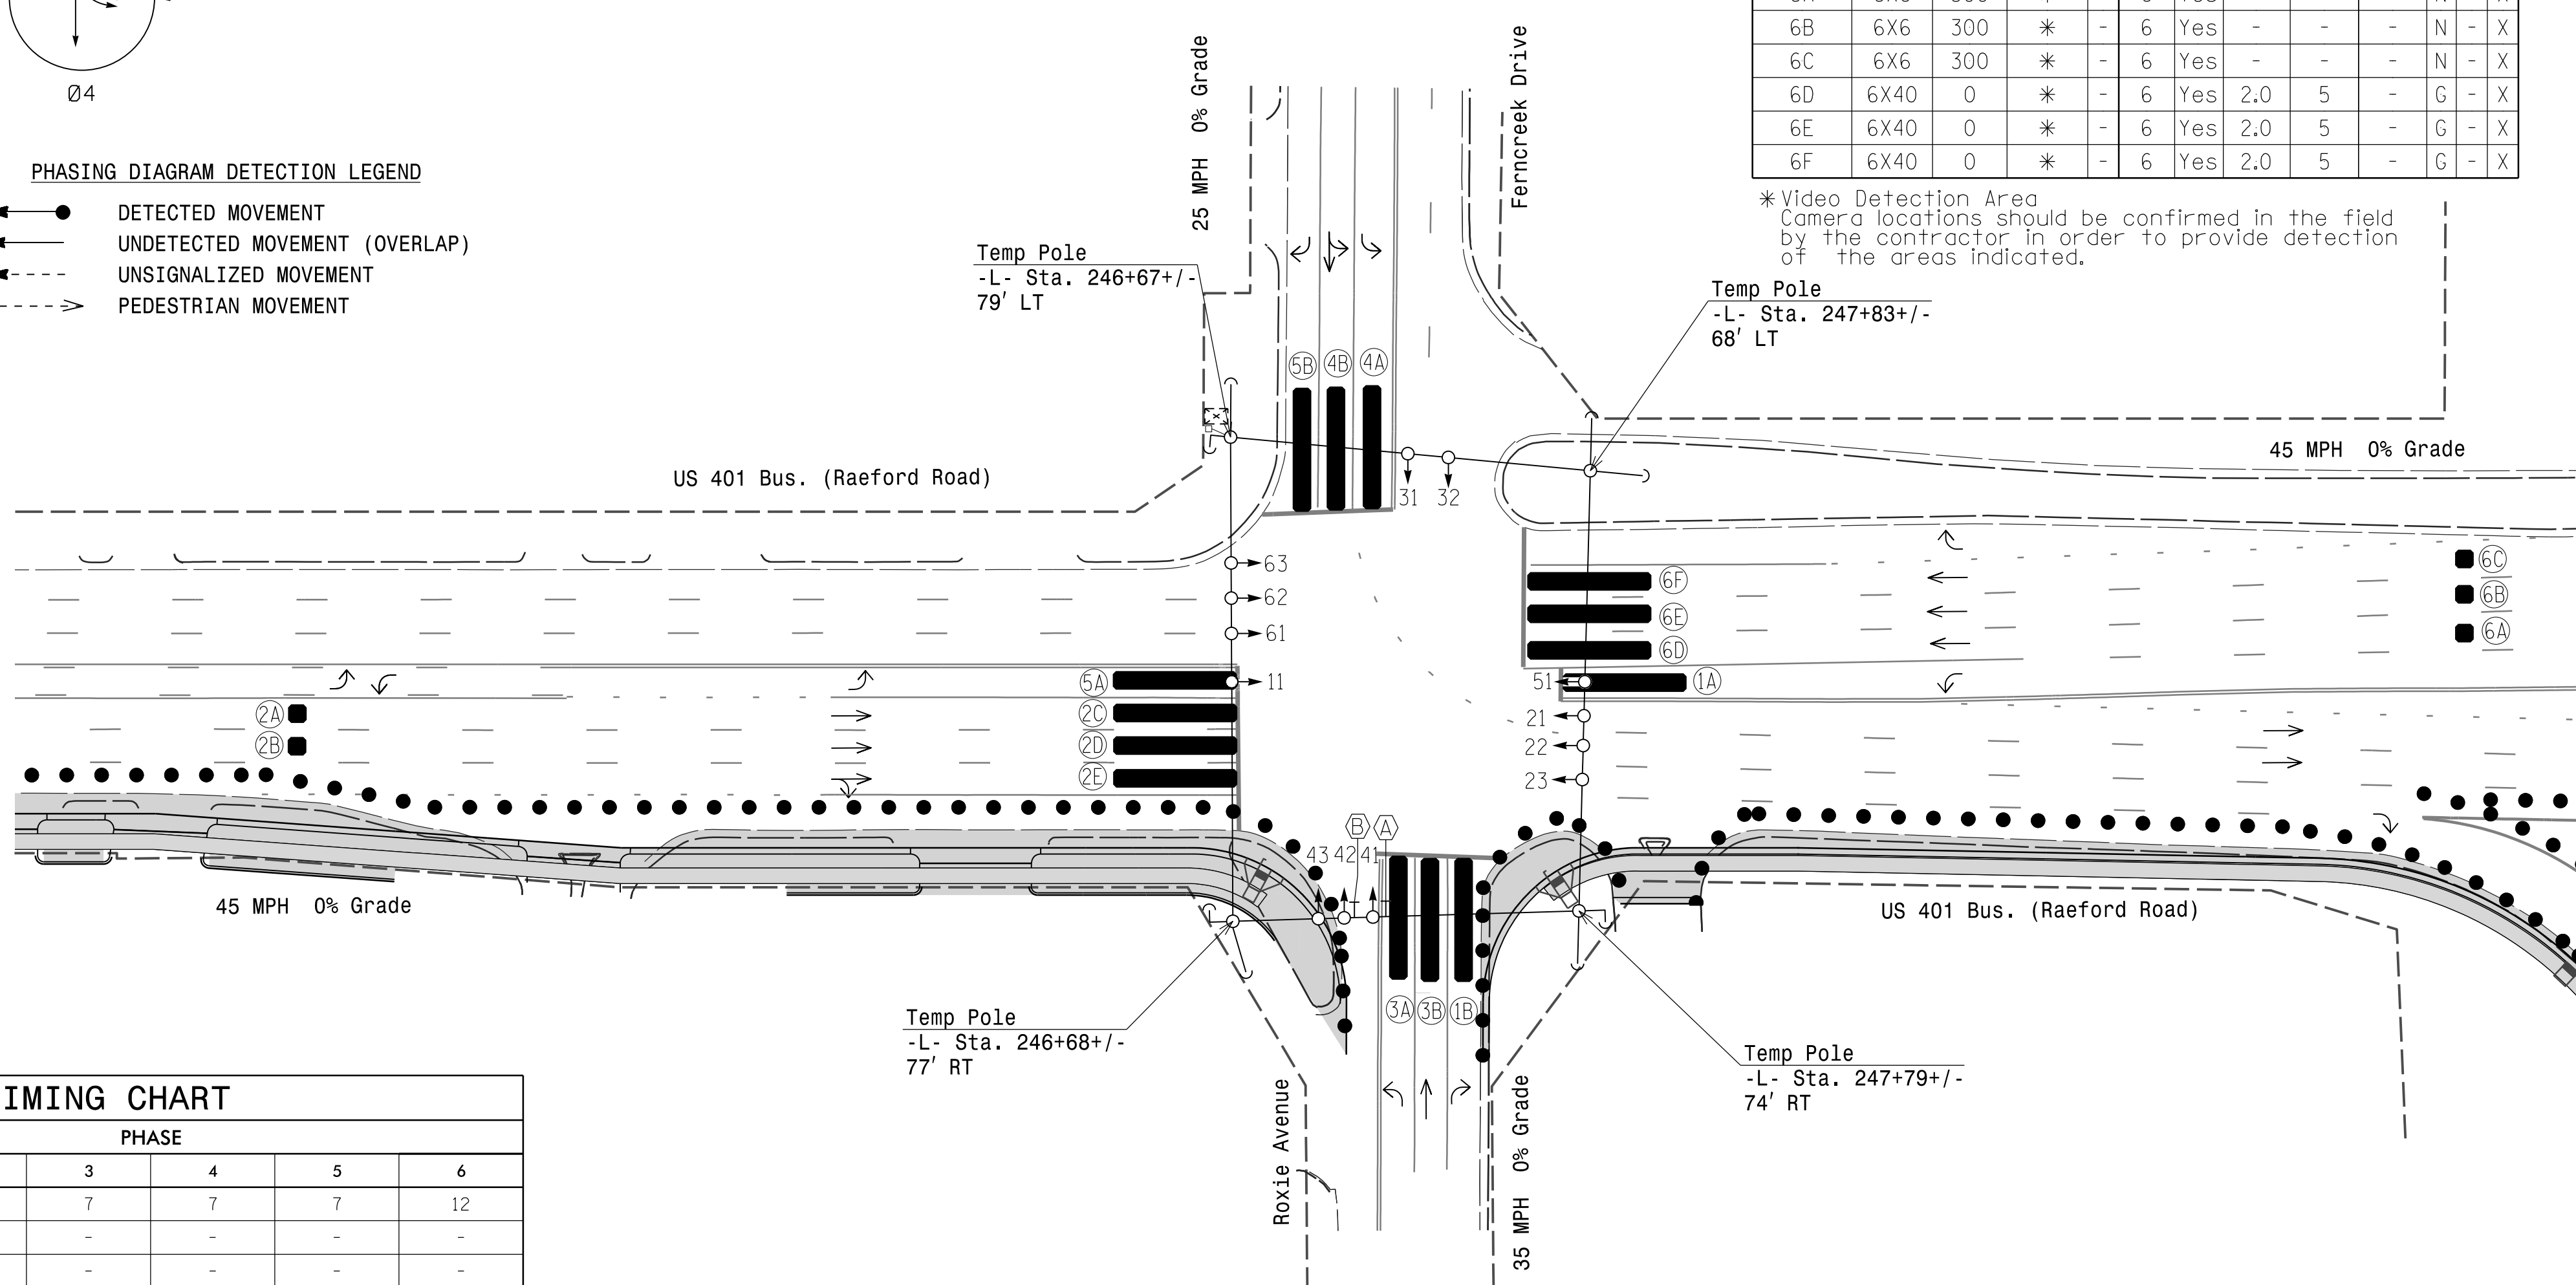 Ø4
PHASING DIAGRAM DETECTION LEGEND
DETECTED MOVEMENT
UNDETECTED MOVEMENT (OVERLAP)
UNSIGNALIZED MOVEMENT
PEDESTRIAN MOVEMENT
25 MPH 0% Grade
Ferncreek Drive
6B 6X6 300 * - 6 Yes - - - N - X
6C 6X6 300 * - 6 Yes - - - N - X
6D 6X40 0 * - 6 Yes 2.0 5 - G - X
6E 6X40 0 * - 6 Yes 2.0 5 - G - X
6F 6X40 0 * - 6 Yes 2.0 5 - G - X
* Video Detection Area
Camera locations should be confirmed in the field
by the contractor in order to provide detection
of the areas indicated.
Temp Pole
-L- Sta. 246+67+/-
79' LT
Temp Pole
-L- Sta. 247+83+/-
68' LT
5B 4B 4A
31 32
US 401 Bus. (Raeford Road)
45 MPH 0% Grade
63
62
61
11
6F
6E
6D
1A
6C
6B
6A
5A
2C
2D
2E
2A
2B
51
21
22
23
B A
43 42 41
45 MPH 0% Grade
US 401 Bus. (Raeford Road)
3A 3B 1B
Temp Pole
-L- Sta. 246+68+/-
77' RT
Temp Pole
-L- Sta. 247+79+/-
74' RT
Roxie Avenue
35 MPH 0% Grade
IMING CHART
PHASE
3 4 5 6
7 7 7 12
- - - -
- - - -